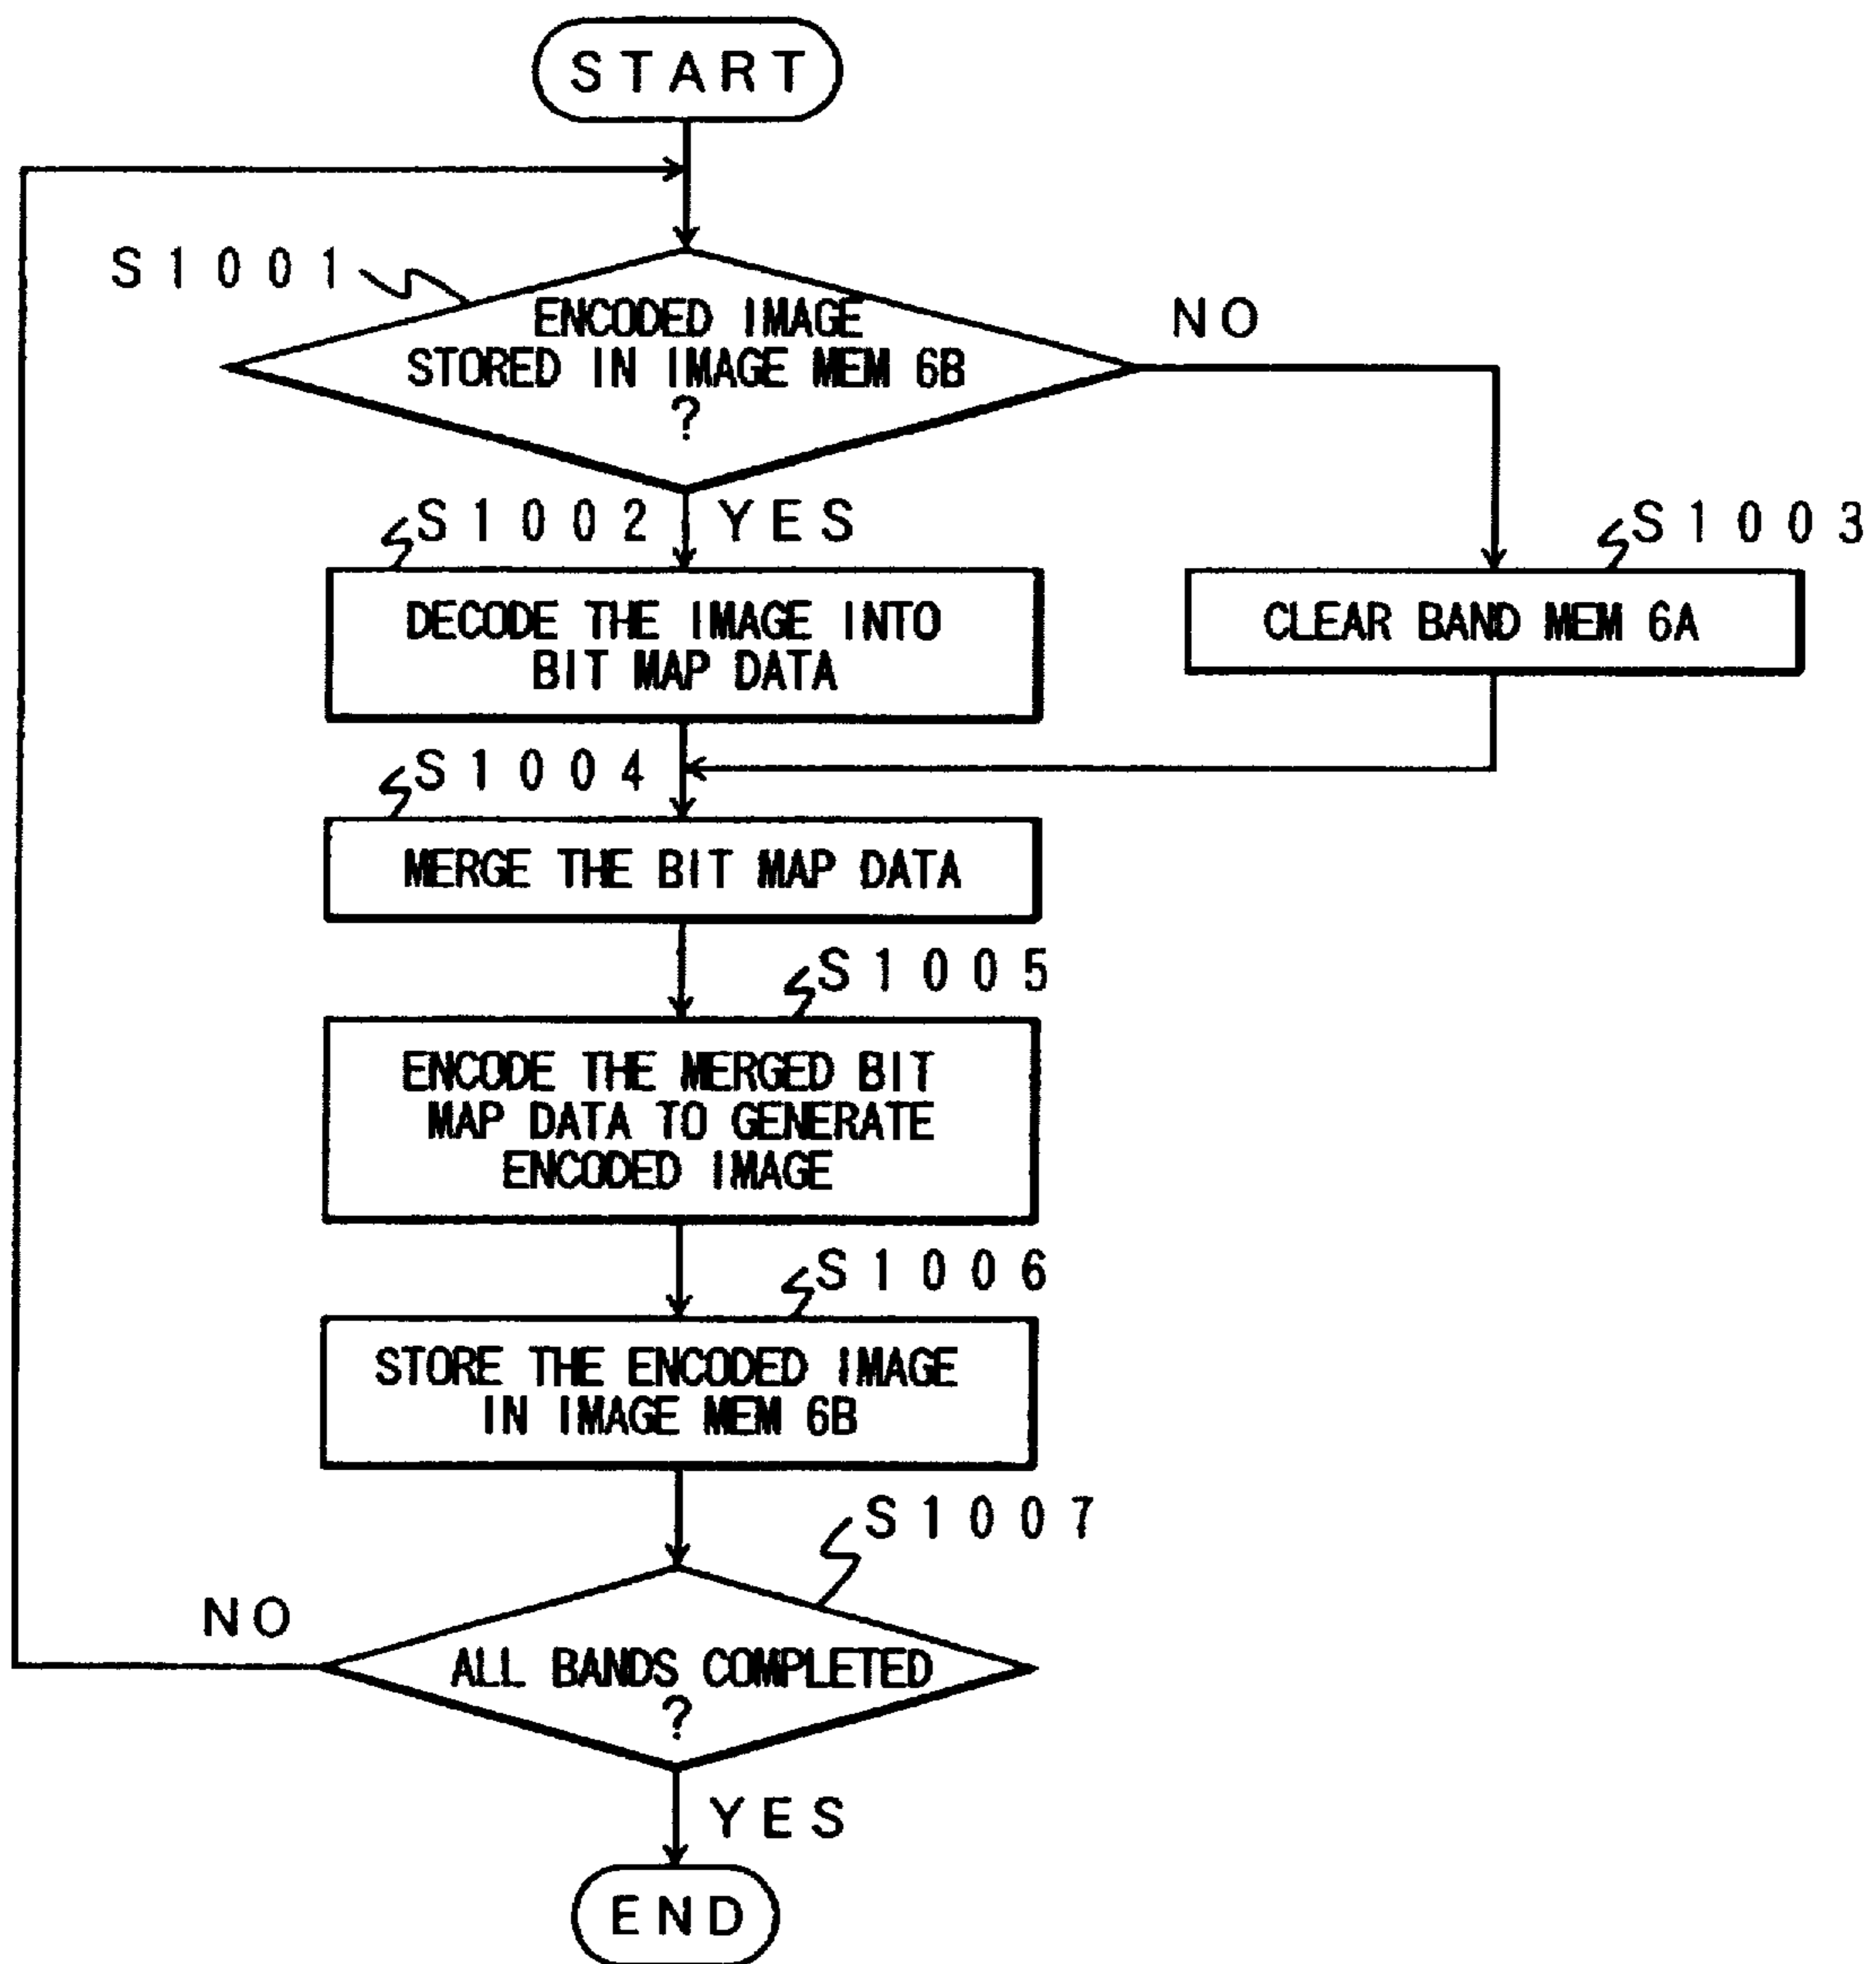 START
S1001
ENCODED IMAGE
STORED IN IMAGE MEM 6B
?
NO
S1002
YES
S1003
DECODE THE IMAGE INTO
BIT MAP DATA
CLEAR BAND MEM 6A
S1004
MERGE THE BIT MAP DATA
S1005
ENCODE THE MERGED BIT
MAP DATA TO GENERATE
ENCODED IMAGE
S1006
STORE THE ENCODED IMAGE
IN IMAGE MEM 6B
S1007
NO
ALL BANDS COMPLETED
?
YES
END